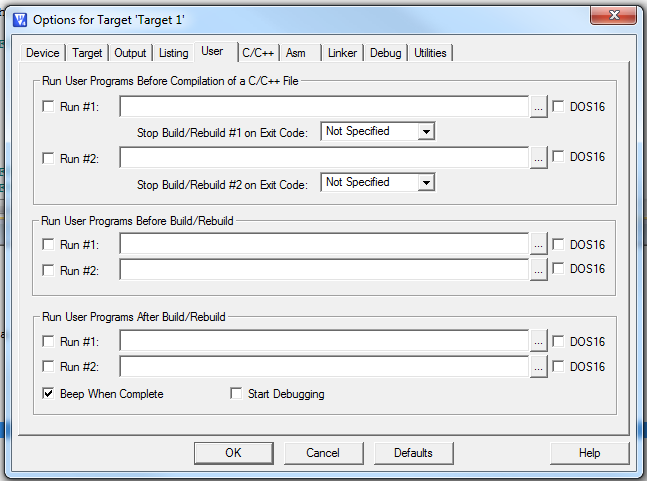 Options for Target 'Target 1'
Device Target Output Listing User C/C++ Asm Linker Debug Utilities
Run User Programs Before Compilation of a C/C++ File
Run #1: ... DOS16
Stop Build/Rebuild #1 on Exit Code: Not Specified
Run #2: ... DOS16
Stop Build/Rebuild #2 on Exit Code: Not Specified
Run User Programs Before Build/Rebuild
Run #1: ... DOS16
Run #2: ... DOS16
Run User Programs After Build/Rebuild
Run #1: ... DOS16
Run #2: ... DOS16
Beep When Complete Start Debugging
OK Cancel Defaults Help